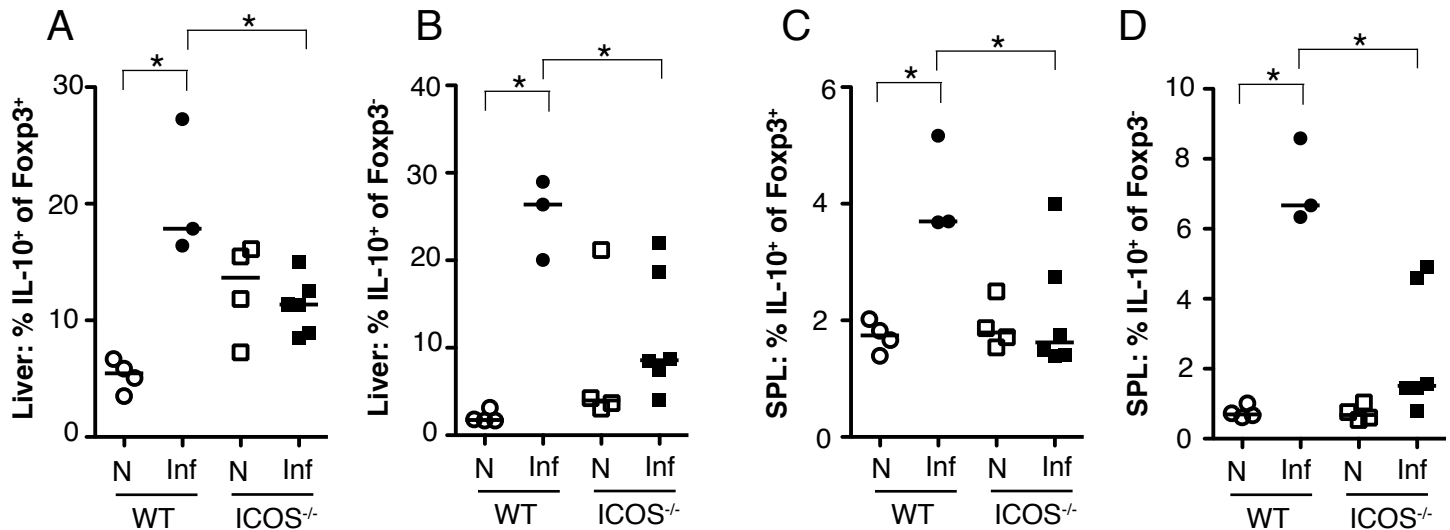 A
*
*
30
20
10
0
Liver: % IL-10⁺ of Foxp3⁺
N Inf N Inf
WT ICOS⁻/⁻
B
*
*
40
30
20
10
0
Liver: % IL-10⁺ of Foxp3⁻
N Inf N Inf
WT ICOS⁻/⁻
C
*
*
6
4
2
0
SPL: % IL-10⁺ of Foxp3⁺
N Inf N Inf
WT ICOS⁻/⁻
D
*
*
10
8
6
4
2
0
SPL: % IL-10⁺ of Foxp3⁻
N Inf N Inf
WT ICOS⁻/⁻